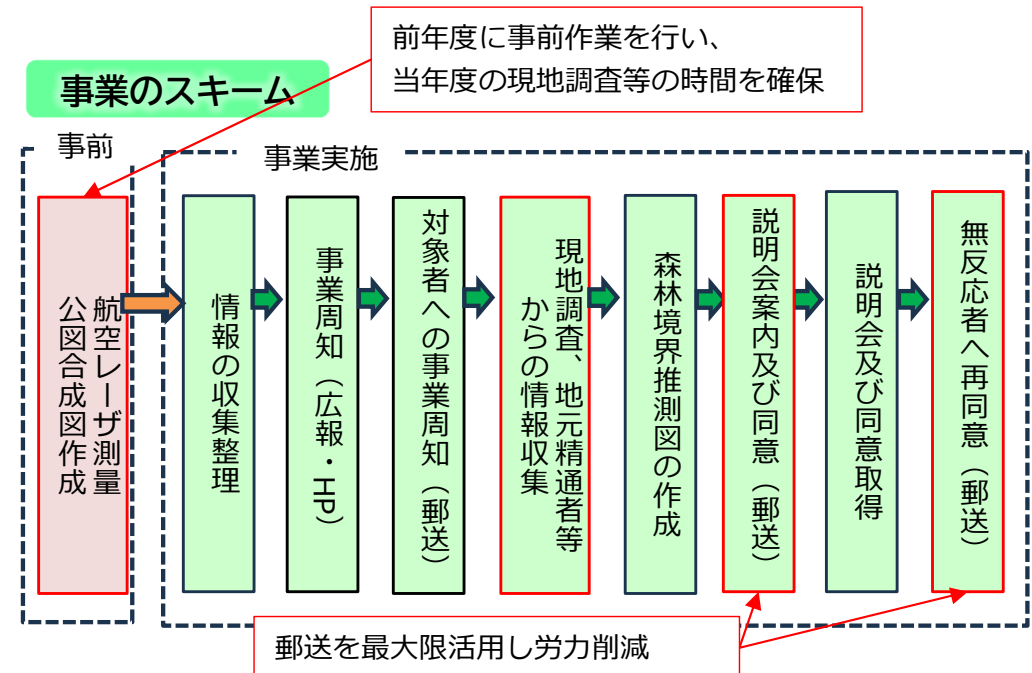 前年度に事前作業を行い、
当年度の現地調査等の時間を確保
事業のスキーム
事前
事業実施
航空レーザ測量
公図合成図作成
情報の収集整理
事業周知（広報・HP）
対象者への事業周知（郵送）
現地調査、地元精通者等
からの情報収集
森林境界推測図の作成
説明会案内及び同意（郵送）
説明会及び同意取得
無反応者へ再同意（郵送）
郵送を最大限活用し労力削減